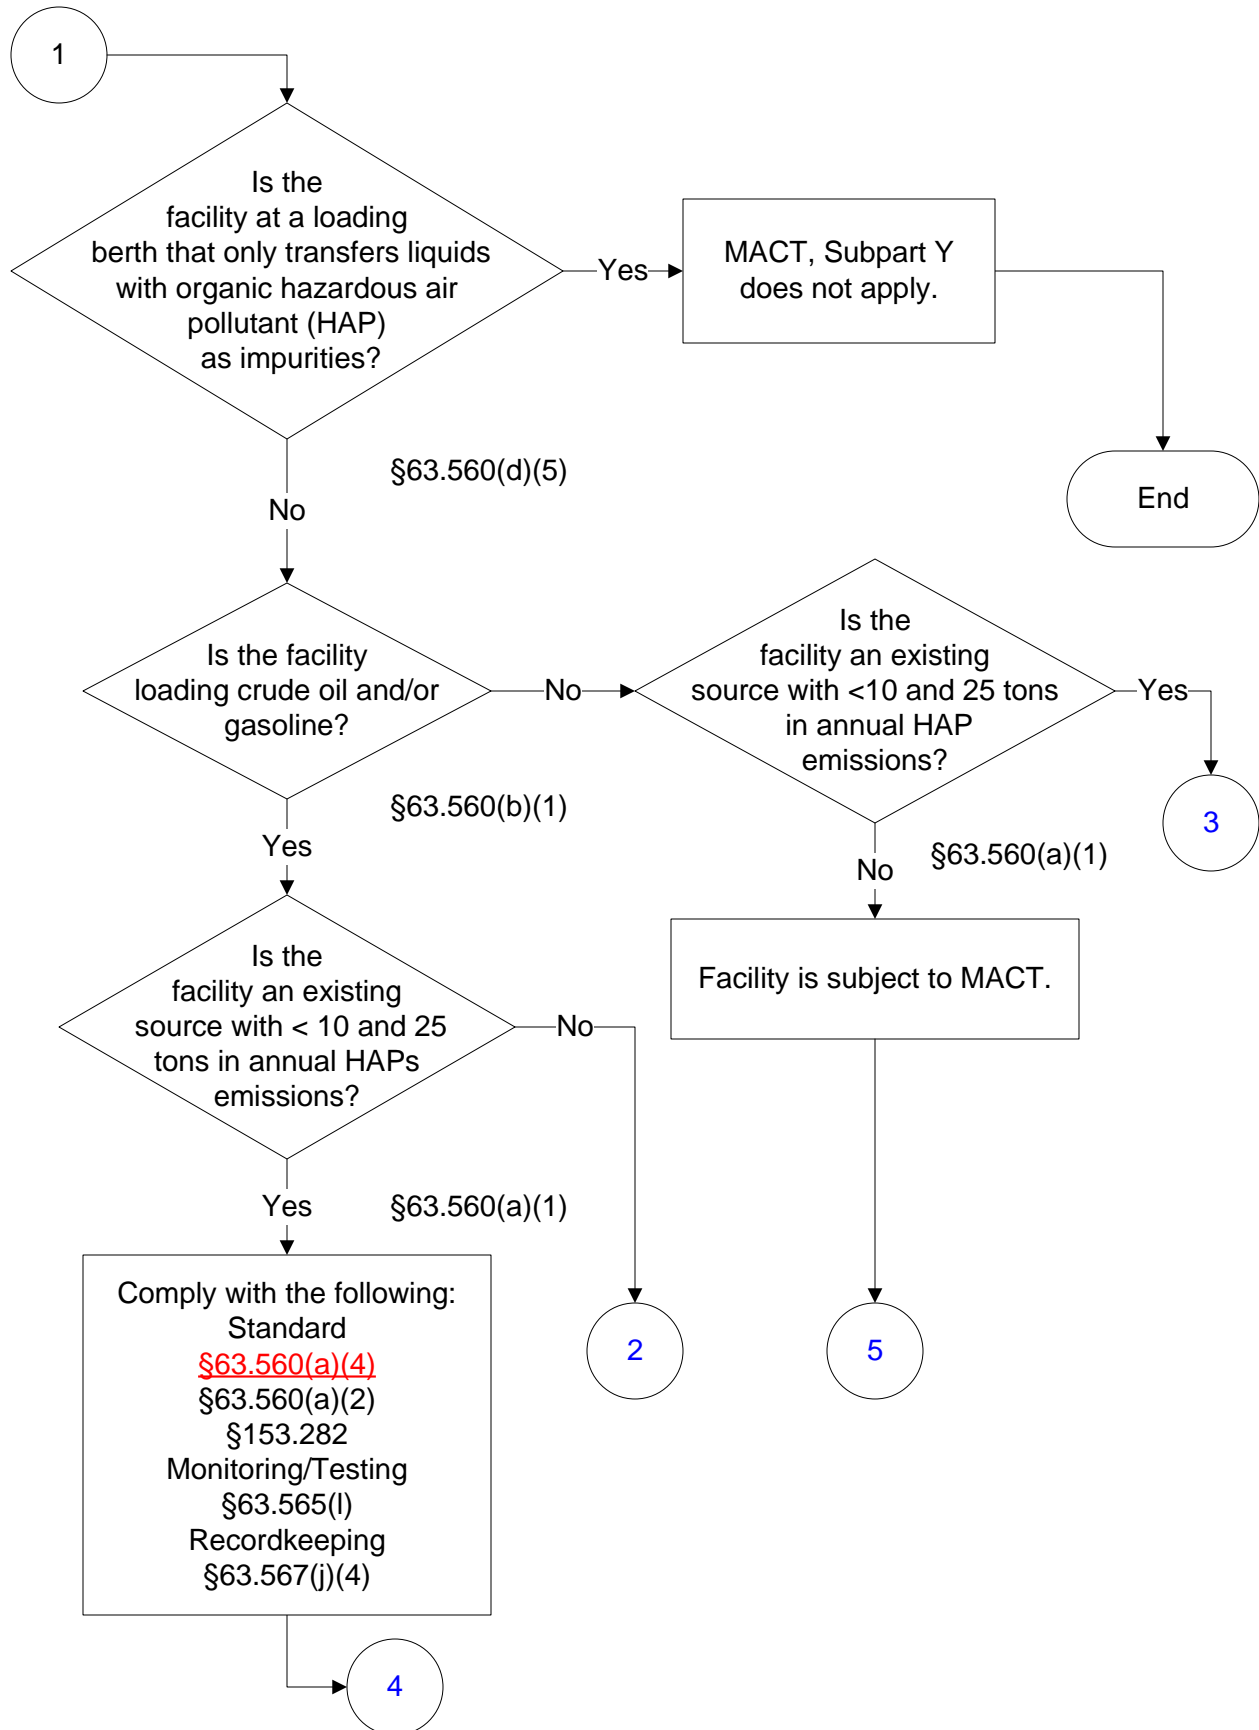 1
Is the
facility at a loading
berth that only transfers liquids
with organic hazardous air
pollutant (HAP)
as impurities?
Yes
MACT, Subpart Y
does not apply.
End
§63.560(d)(5)
No
Is the facility
loading crude oil and/or
gasoline?
No
Is the
facility an existing
source with <10 and 25 tons
in annual HAP
emissions?
Yes
3
§63.560(b)(1)
Yes
§63.560(a)(1)
No
Facility is subject to MACT.
Is the
facility an existing
source with < 10 and 25
tons in annual HAPs
emissions?
No
Yes
§63.560(a)(1)
Comply with the following:
Standard
§63.560(a)(4)
§63.560(a)(2)
§153.282
Monitoring/Testing
§63.565(l)
Recordkeeping
§63.567(j)(4)
2
5
4